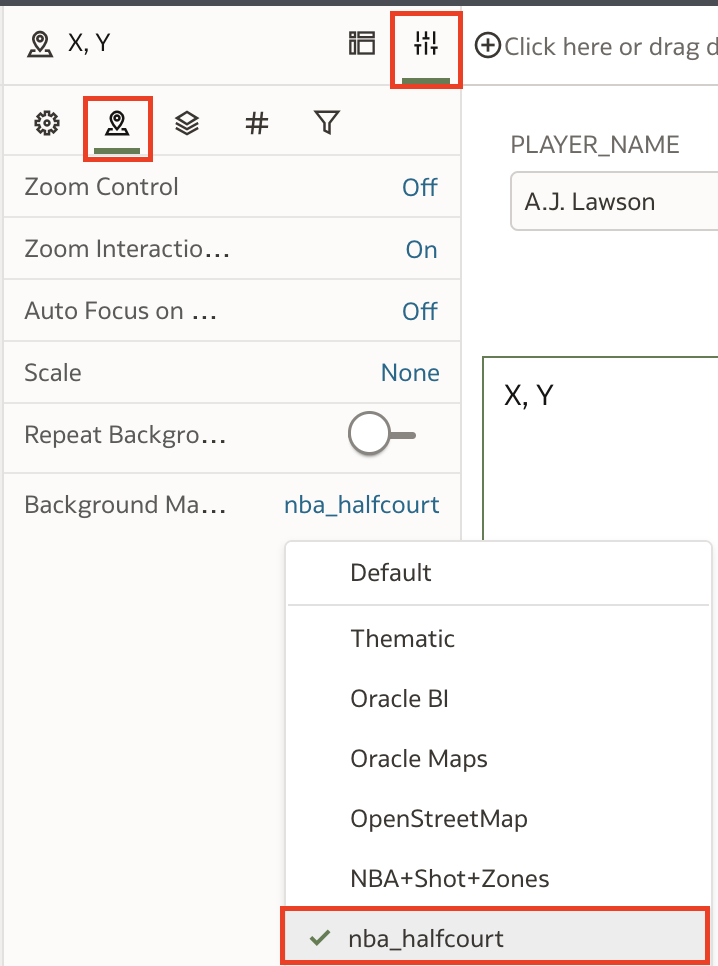 X, Y
Click here or drag d
PLAYER_NAME
A.J. Lawson
Zoom Control Off
Zoom Interactio... On
Auto Focus on ... Off
Scale None
Repeat Backgro...
Background Ma... nba_halfcourt
X, Y
Default
Thematic
Oracle BI
Oracle Maps
OpenStreetMap
NBA+Shot+Zones
nba_halfcourt